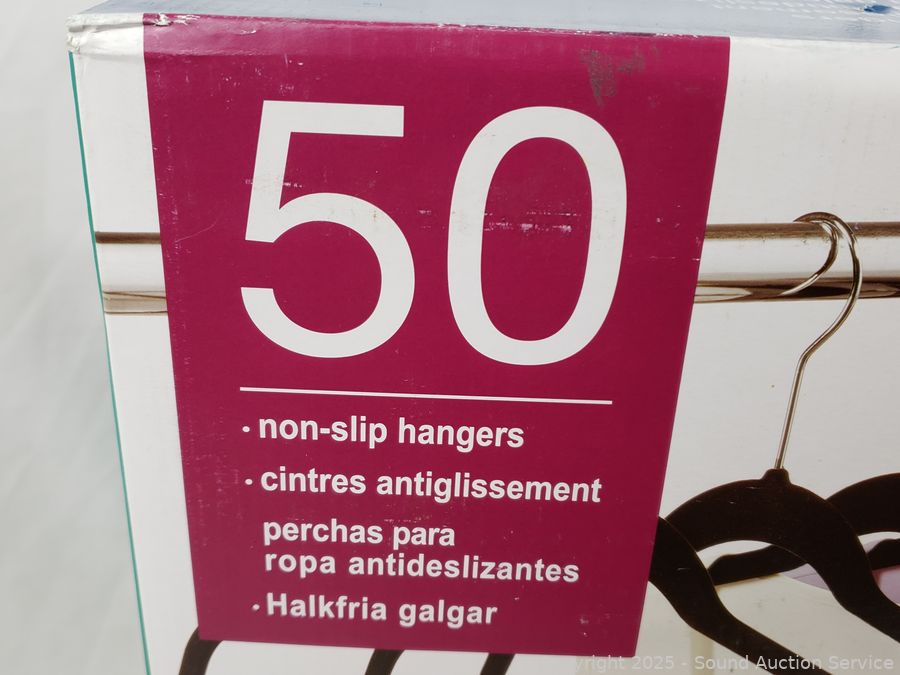 50
• non-slip hangers
• cintres antiglissement
perchas para
ropa antideslizantes
• Halkfria galgar
yright 2025 - Sound Auction Service